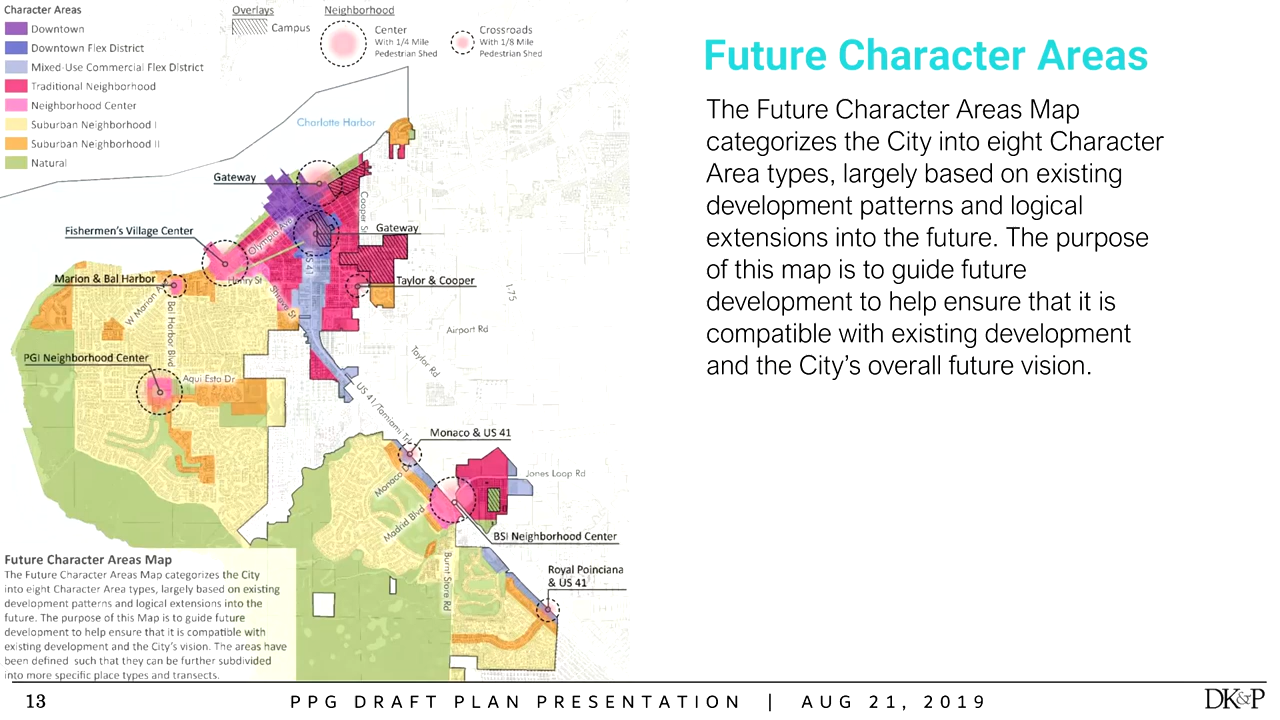 Character Areas
Downtown
Downtown Flex District
Mixed-Use Commercial Flex District
Traditional Neighborhood
Neighborhood Center
Suburban Neighborhood I
Suburban Neighborhood II
Natural
Overlays
Campus
Neighborhood
Center
With 1/4 Mile
Pedestrian Shed
Crossroads
With 1/8 Mile
Pedestrian Shed
Charlotte Harbor
Gateway
Cooper St
Fishermen's Village Center
Olympia Ave
Gateway
US 41
Marion & Bal Harbor
Henry St
Taylor & Cooper
W Marion A
Shreve St
I-75
Bal Harbor Blvd
Airport Rd
PGI Neighborhood Center
Taylor Rd
Aqui Esta Dr
US 41/Tamiami Trl
Monaco & US 41
Jones Loop Rd
Monaco
Madrid Blvd
BSI Neighborhood Center
Burnt Store Rd
Royal Poinciana
& US 41
Future Character Areas Map
The Future Character Areas Map categorizes the City
into eight Character Area types, largely based on existing
development patterns and logical extensions into the
future. The purpose of this Map is to guide future
development to help ensure that it is compatible with
existing development and the City's vision. The areas have
been defined such that they can be further subdivided
into more specific place types and transects.
Future Character Areas
The Future Character Areas Map
categorizes the City into eight Character
Area types, largely based on existing
development patterns and logical
extensions into the future. The purpose
of this map is to guide future
development to help ensure that it is
compatible with existing development
and the City's overall future vision.
13
PPG DRAFT PLAN PRESENTATION | AUG 21, 2019
DK&P